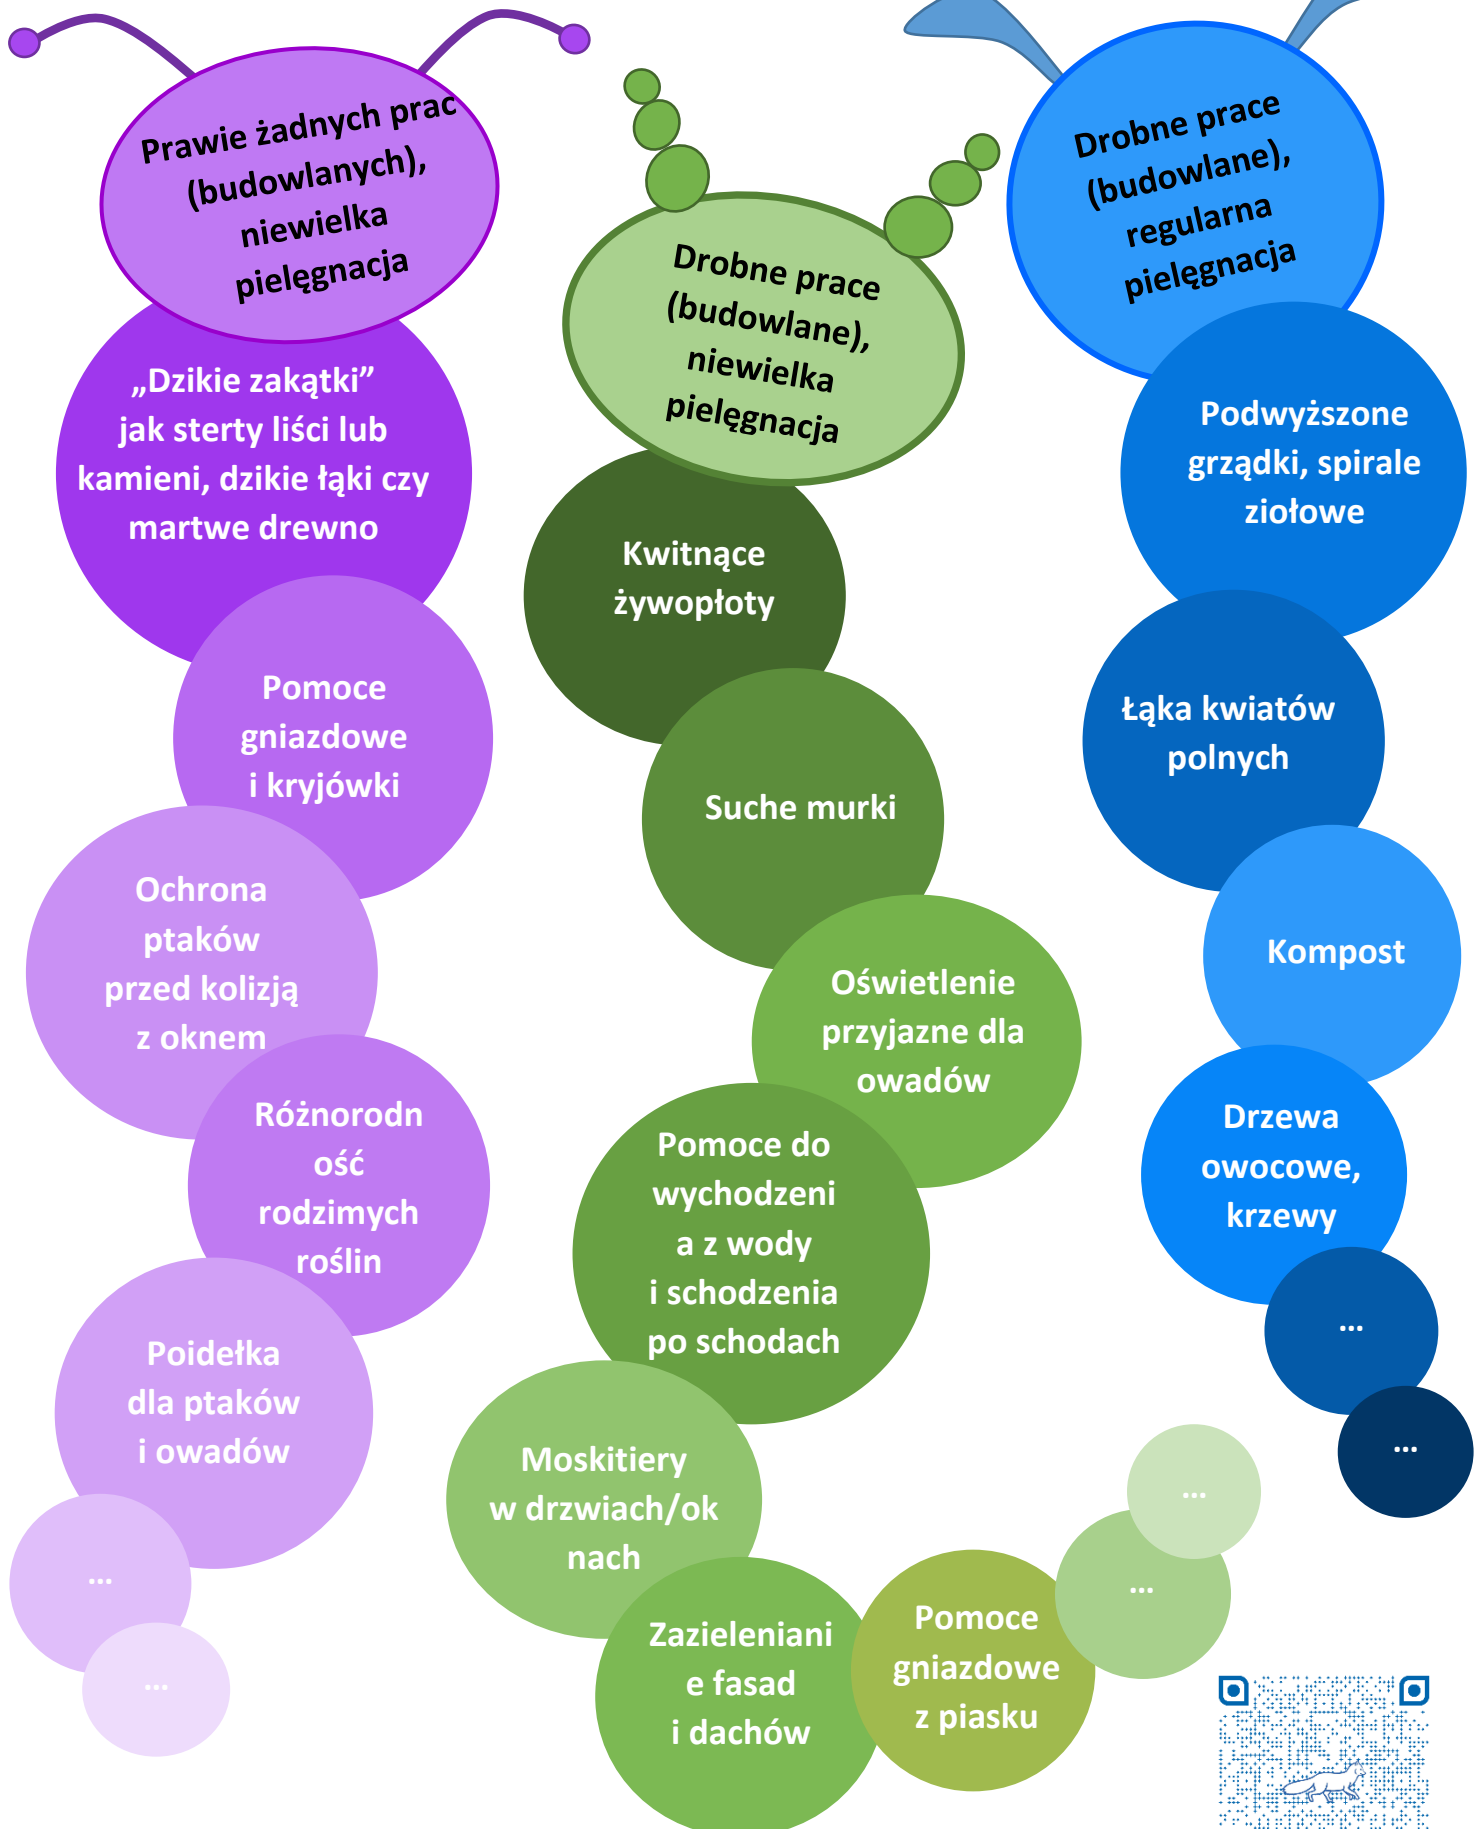 Prawie żadnych prac
(budowlanych),
niewielka
pielęgnacja
„Dzikie zakątki”
jak sterty liści lub
kamieni, dzikie łąki czy
martwe drewno
Pomoce
gniazdowe
i kryjówki
Ochrona
ptaków
przed kolizją
z oknem
Różnorodn
ość
rodzimych
roślin
Poidełka
dla ptaków
i owadów
...
...
Drobne prace
(budowlane),
niewielka
pielęgnacja
Kwitnące
żywopłoty
Suche murki
Oświetlenie
przyjazne dla
owadów
Pomoce do
wychodzeni
a z wody
i schodzenia
po schodach
Moskitiery
w drzwiach/ok
nach
Zazielenieni
e fasad
i dachów
Pomoce
gniazdowe
z piasku
...
...
Drobne prace
(budowlane),
regularna
pielęgnacja
Podwyższone
grządki, spirale
ziołowe
Łąka kwiatów
polnych
Kompost
Drzewa
owocowe,
krzewy
...
...